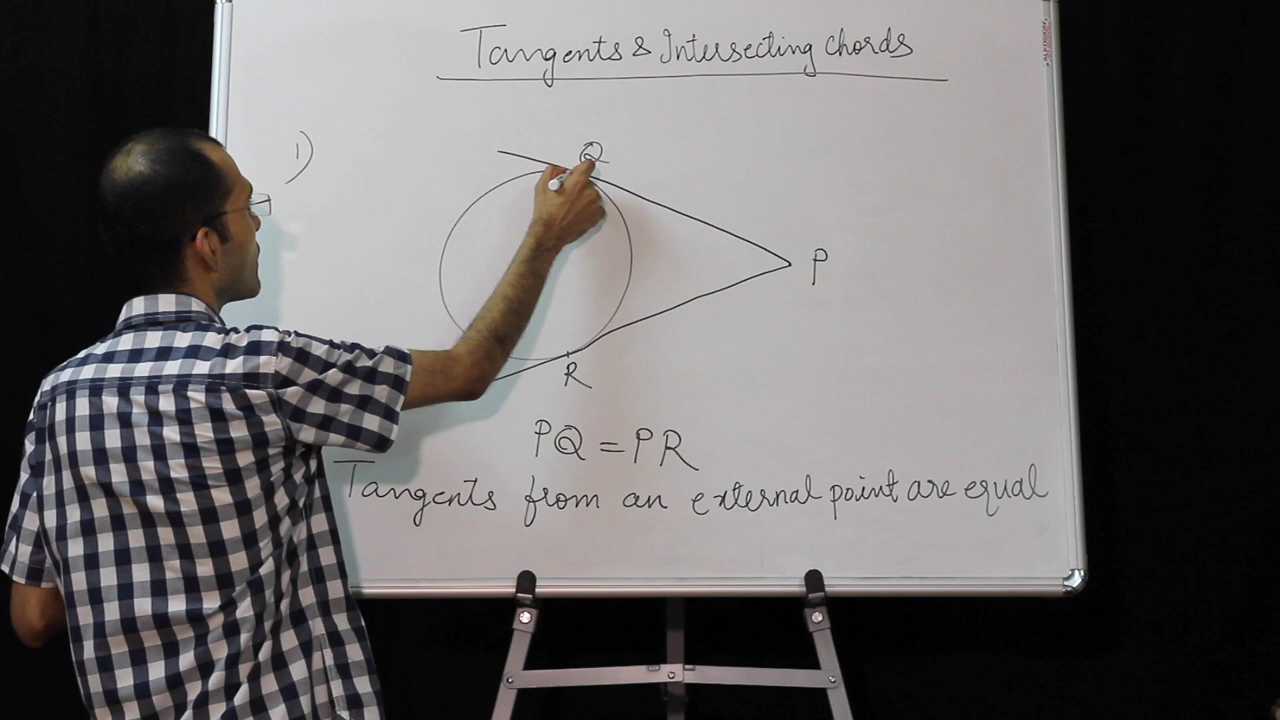 Tangents & Intersecting chords
1)
Q
P
R
PQ = PR
Tangents from an external point are equal